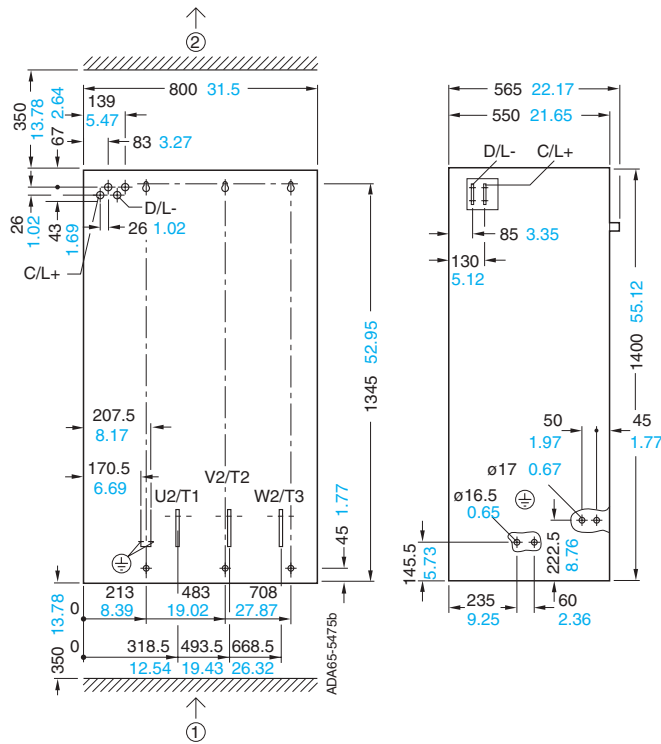 ②
800 31.5
350
13.78
67 2.64
139
5.47
83 3.27
D/L-
26
1.02
43
1.69
26 1.02
C/L+
1345 52.95
207.5
8.17
170.5
6.69
U2/T1
V2/T2
W2/T3
45 1.77
213 483 708
8.39 19.02 27.87
0
0
318.5 493.5 668.5
12.54 19.43 26.32
350 13.78
ADA65-5475b
①
565 22.17
550 21.65
D/L- C/L+
85 3.35
130
5.12
1400 55.12
50 45
1.97 1.77
ø17 0.67
ø16.5
0.65
222.5
8.76
145.5
5.73
235 60
9.25 2.36